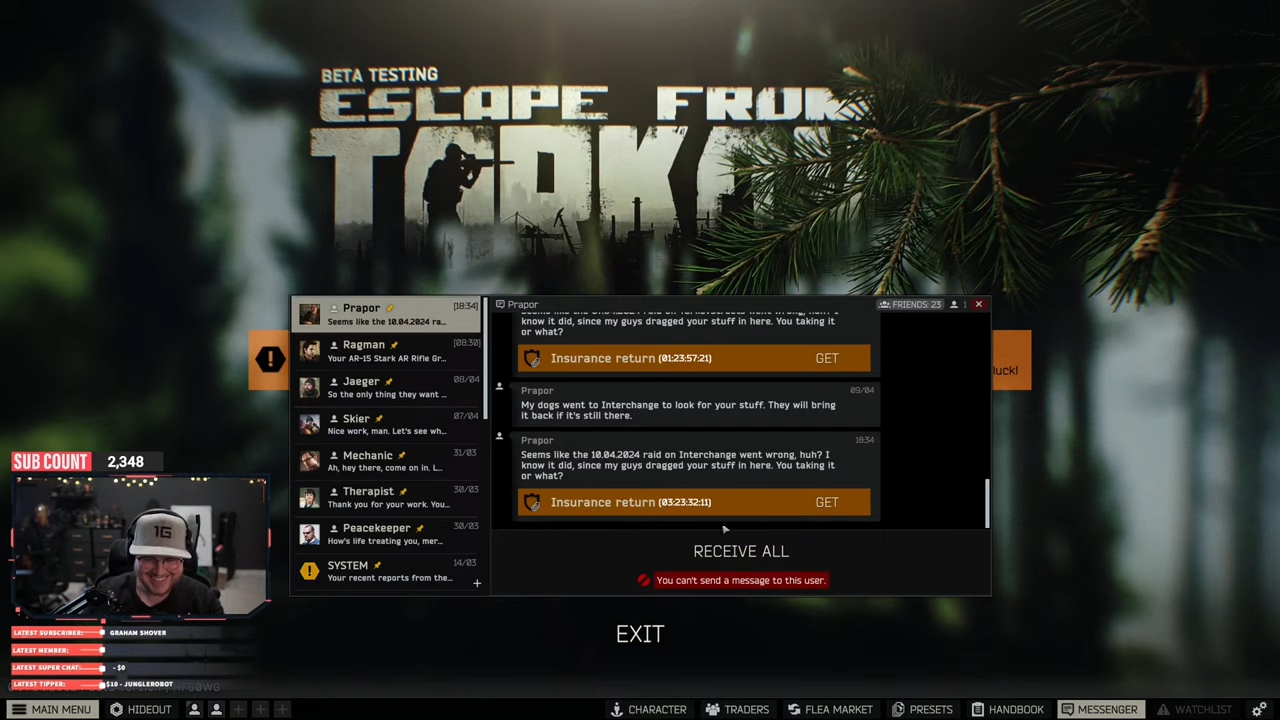 BETA TESTING
ESCAPE FROM
TARKOV
Prapor [18:34]
Seems like the 10.04.2024 ra...
Ragman [08:30]
Your AR-15 Stark AR Rifle Gr...
Jaeger 08/04
So the only thing they want ...
Skier 07/04
Nice work, man. Let's see wh...
Mechanic 31/03
Ah, hey there, come on in. L...
Therapist 30/03
Thank you for your work. You...
Peacekeeper 30/03
How's life treating you, mer...
SYSTEM 14/03
Your recent reports from the...
+
Prapor
FRIENDS: 23
1
know it did, since my guys dragged your stuff in here. You taking it
or what?
Insurance return (01:23:57:21) GET
Prapor 09/04
My dogs went to Interchange to look for your stuff. They will bring
it back if it's still there.
Prapor 18:34
Seems like the 10.04.2024 raid on Interchange went wrong, huh? I
know it did, since my guys dragged your stuff in here. You taking it
or what?
Insurance return (03:23:32:11) GET
RECEIVE ALL
You can't send a message to this user.
luck!
EXIT
SUB COUNT 2,348
1G
LATEST SUBSCRIBER: GRAHAM SHOVER
LATEST MEMBER:
LATEST SUPER CHAT: - $0
LATEST TIPPER: $10 - JUNGLEROBOT
MAIN MENU
HIDEOUT
CHARACTER
TRADERS
FLEA MARKET
PRESETS
HANDBOOK
MESSENGER
WATCHLIST